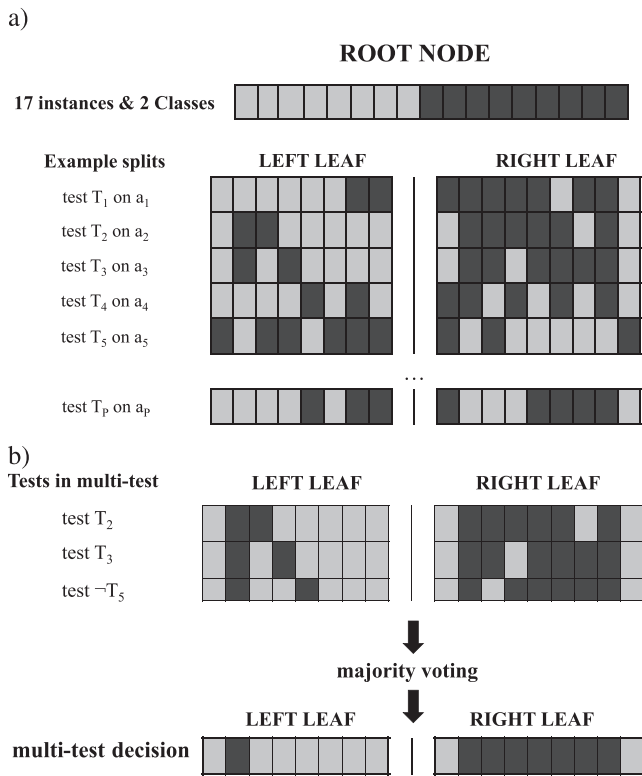 a)
ROOT NODE
17 instances & 2 Classes
Example splits LEFT LEAF RIGHT LEAF
test T₁ on a₁
test T₂ on a₂
test T₃ on a₃
test T₄ on a₄
test T₅ on a₅
...
test Tₚ on aₚ
b)
Tests in multi-test LEFT LEAF RIGHT LEAF
test T₂
test T₃
test ¬T₅
majority voting
LEFT LEAF RIGHT LEAF
multi-test decision